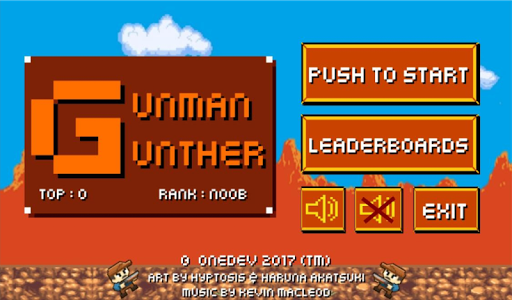 GUNMAN
GUNTHER
TOP : 0 RANK : NOOB
PUSH TO START
LEADERBOARDS
EXIT
G ONEDEV 2017 (TM)
ART BY HYPTOSIS & HARUNA AKATSUKI
MUSIC BY KEVIN MACLEOD